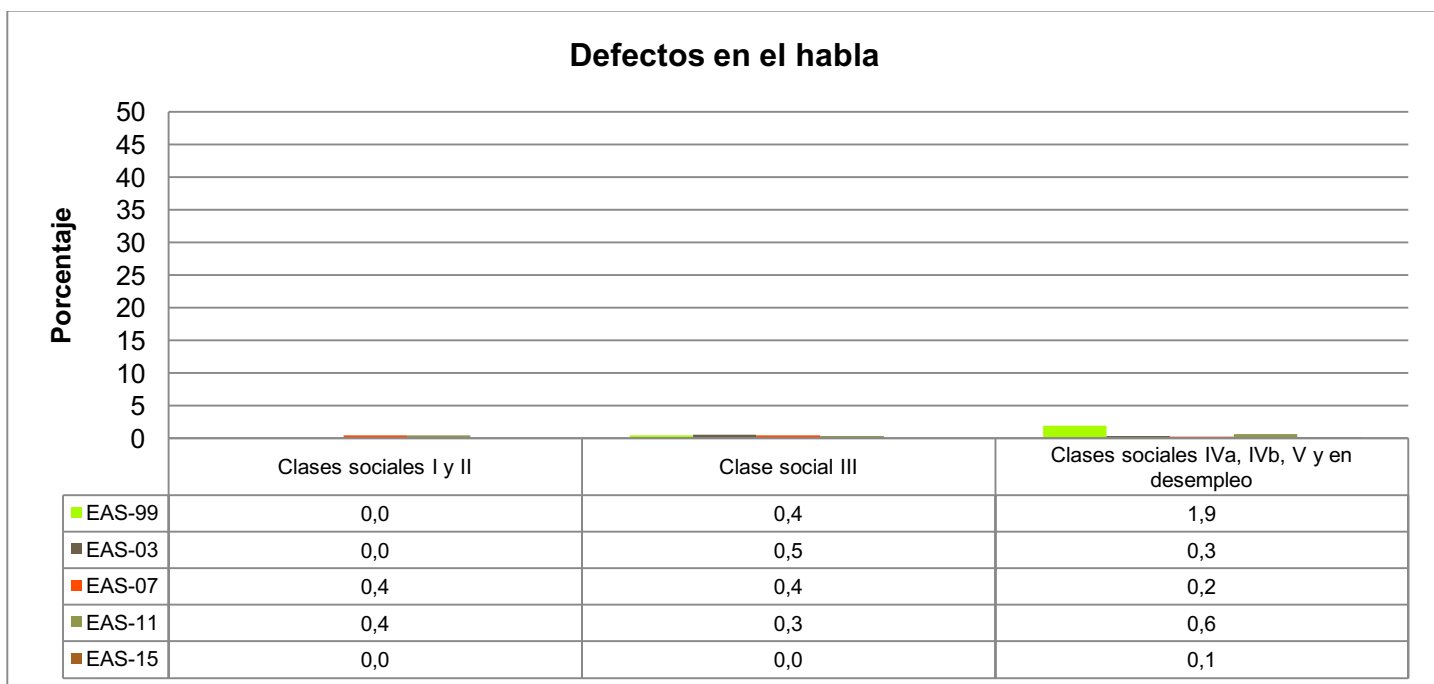 Defectos en el habla
Porcentaje
50
45
40
35
30
25
20
15
10
5
0
Clases sociales I y II Clase social III Clases sociales IVa, IVb, V y en
desempleo
EAS-99 0,0 0,4 1,9
EAS-03 0,0 0,5 0,3
EAS-07 0,4 0,4 0,2
EAS-11 0,4 0,3 0,6
EAS-15 0,0 0,0 0,1